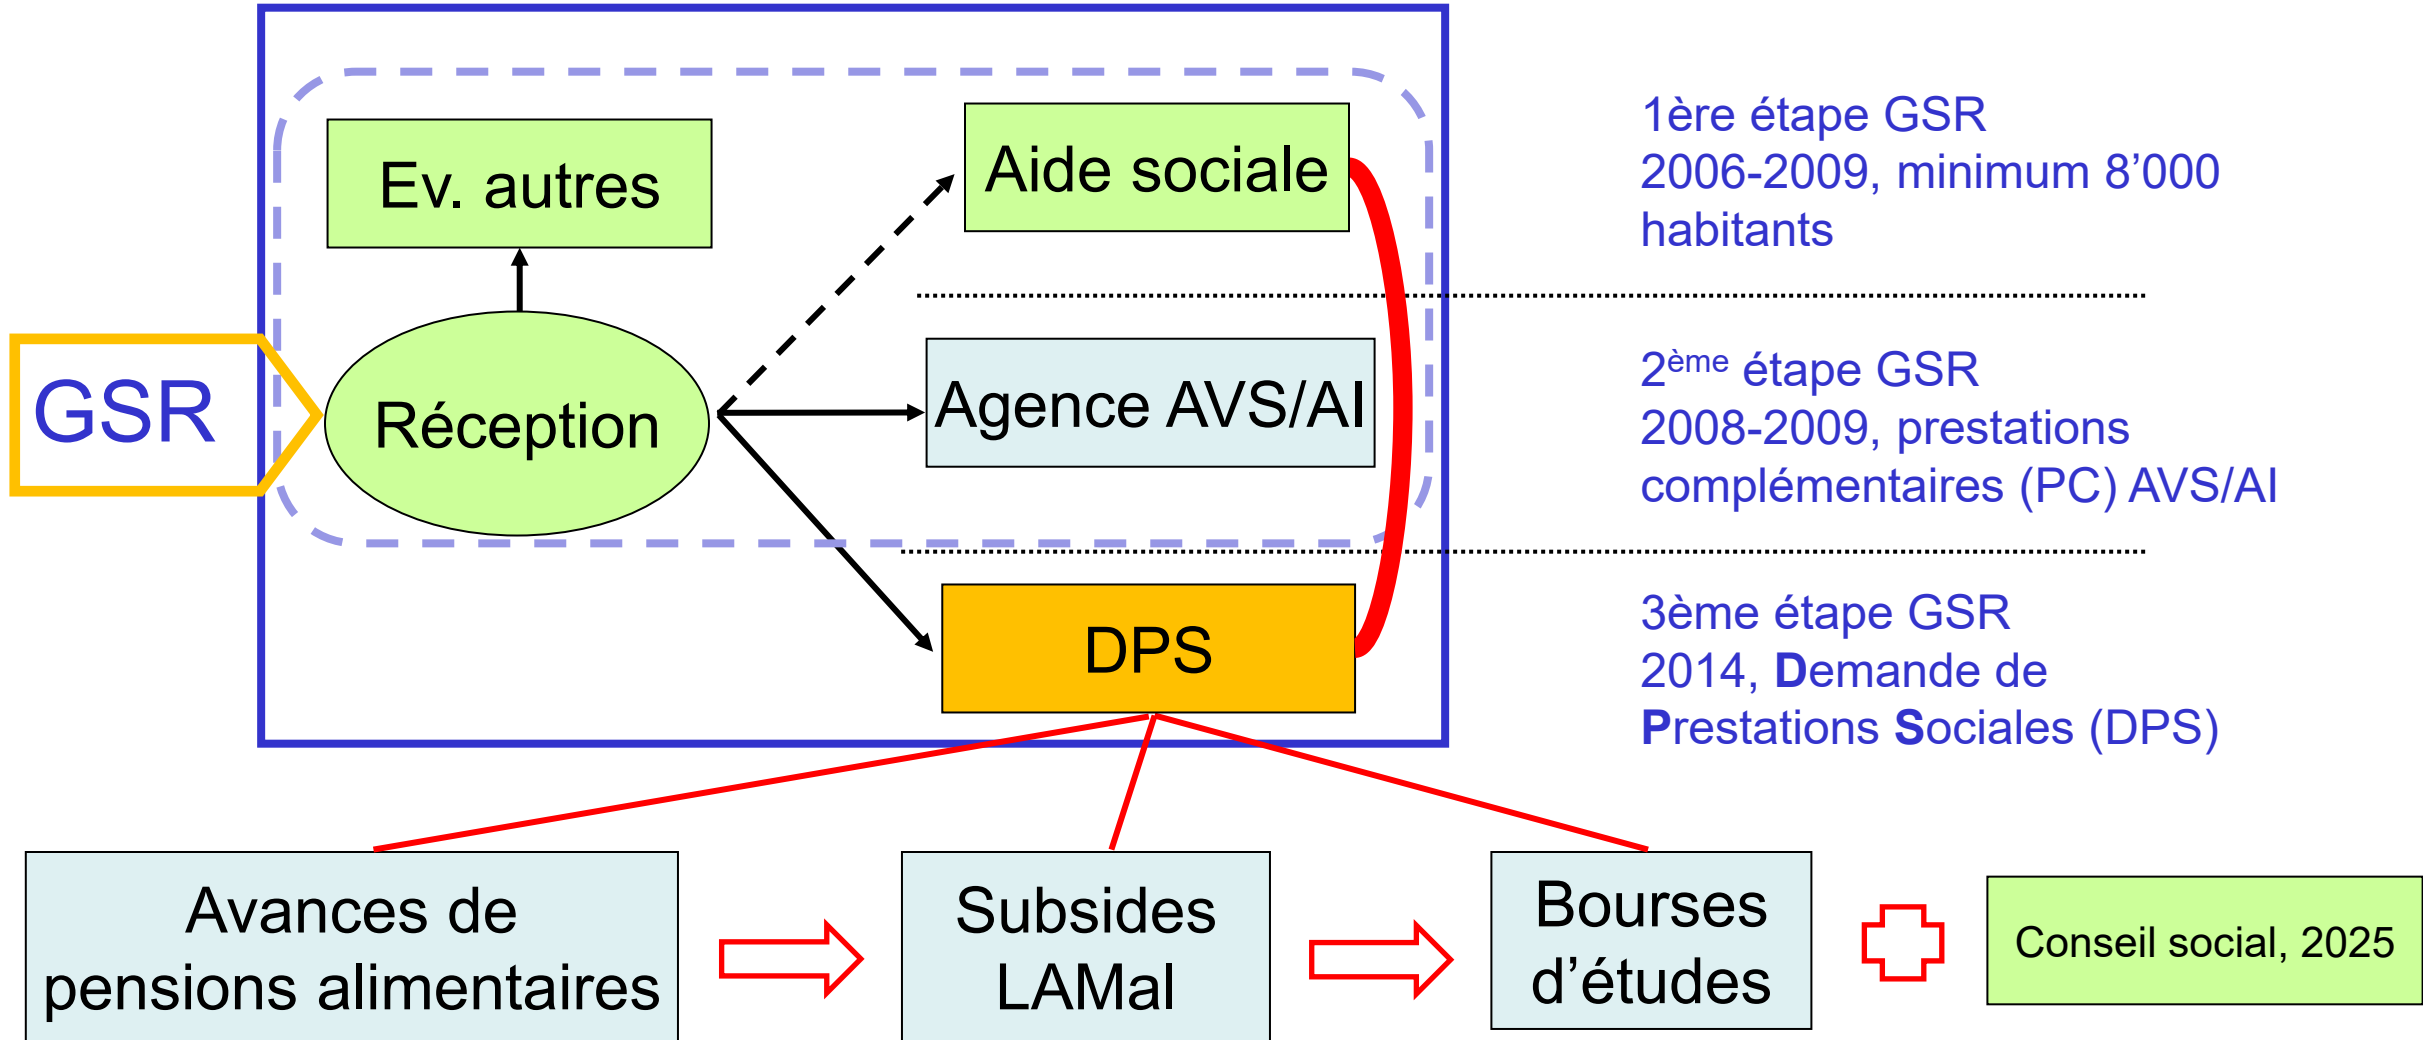 Ev. autres
Aide sociale
1ère étape GSR
2006-2009, minimum 8’000
habitants
GSR
Réception
Agence AVS/AI
2ème étape GSR
2008-2009, prestations
complémentaires (PC) AVS/AI
DPS
3ème étape GSR
2014, Demande de
Prestations Sociales (DPS)
Avances de
pensions alimentaires
Subsides
LAMal
Bourses
d’études
Conseil social, 2025